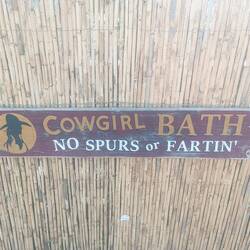 COWGIRL BATH
NO SPURS or FARTIN'